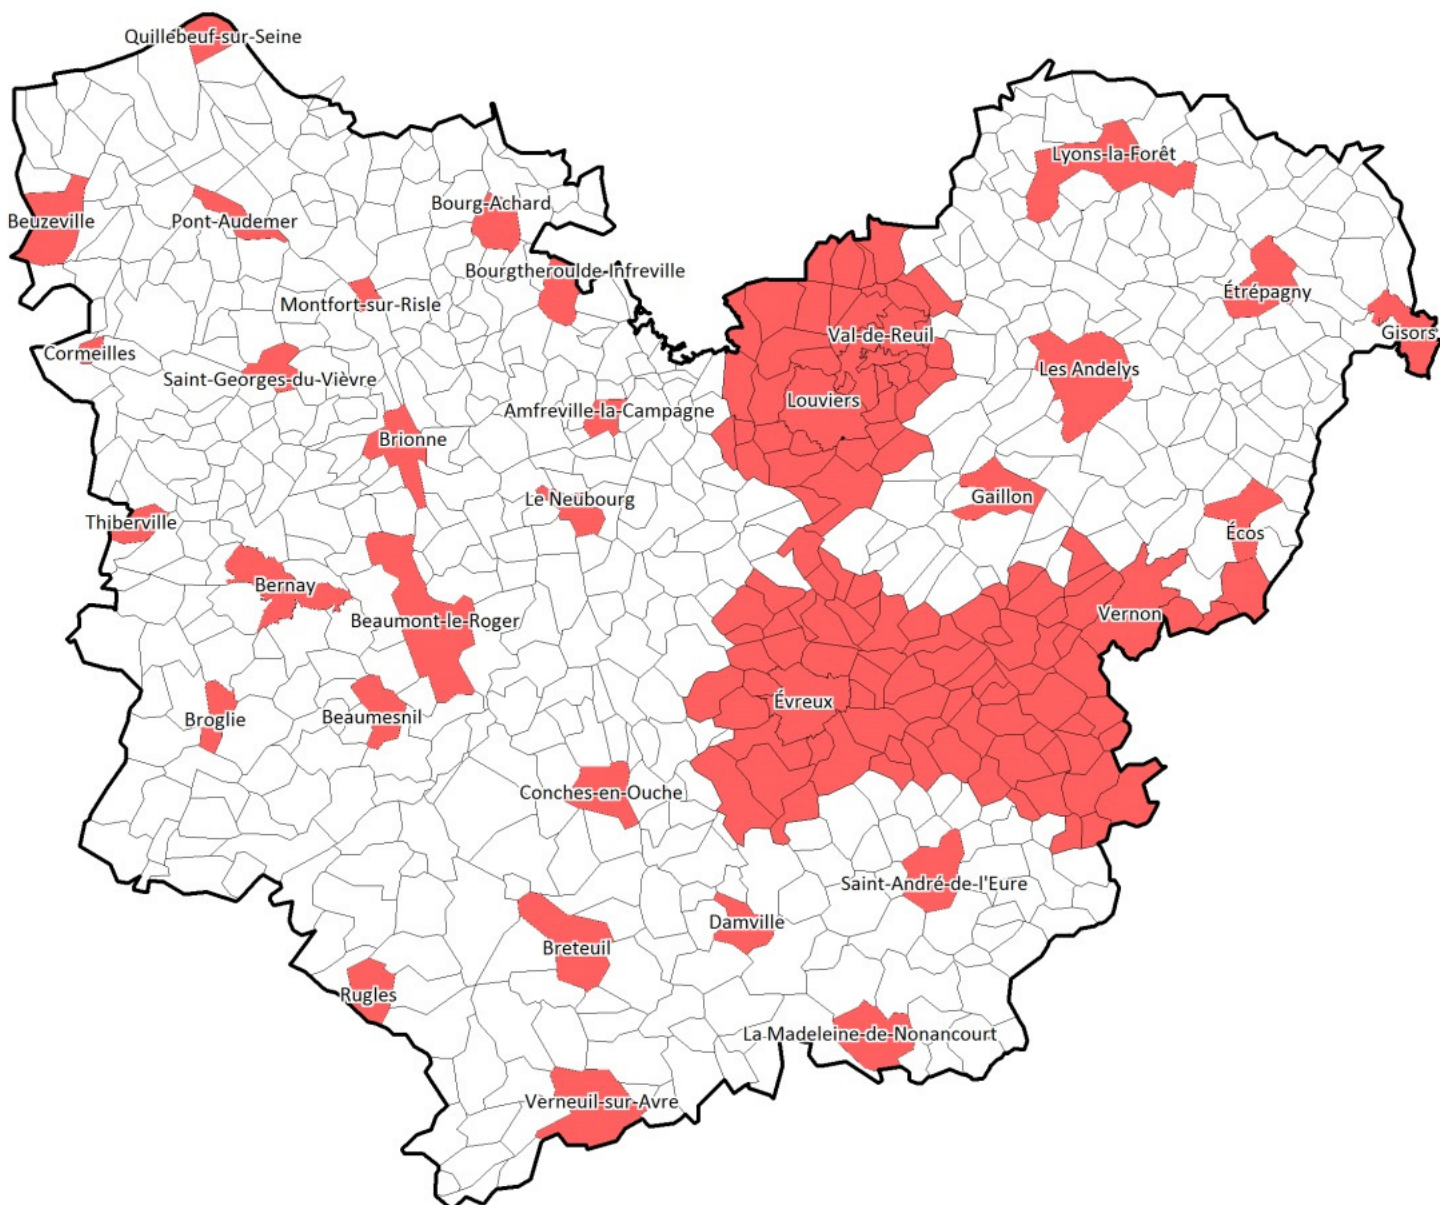 Quillebeuf-sur-Seine
Lyons-la-Forêt
Bourg-Achard
Beuzeville
Pont-Audemer
Bourgtheroulde-Infreville
Étrépagny
Montfort-sur-Risle
Gisors
Val-de-Reuil
Cormeilles
Les Andelys
Saint-Georges-du-Vièvre
Louviers
Amfreville-la-Campagne
Brionne
Gaillon
Le Neubourg
Thiberville
Écos
Bernay
Vernon
Beaumont-le-Roger
Évreux
Beaumesnil
Broglie
Conches-en-Ouche
Saint-André-de-l'Eure
Damville
Breteuil
Rugles
La Madeleine-de-Nonancourt
Verneuil-sur-Avre